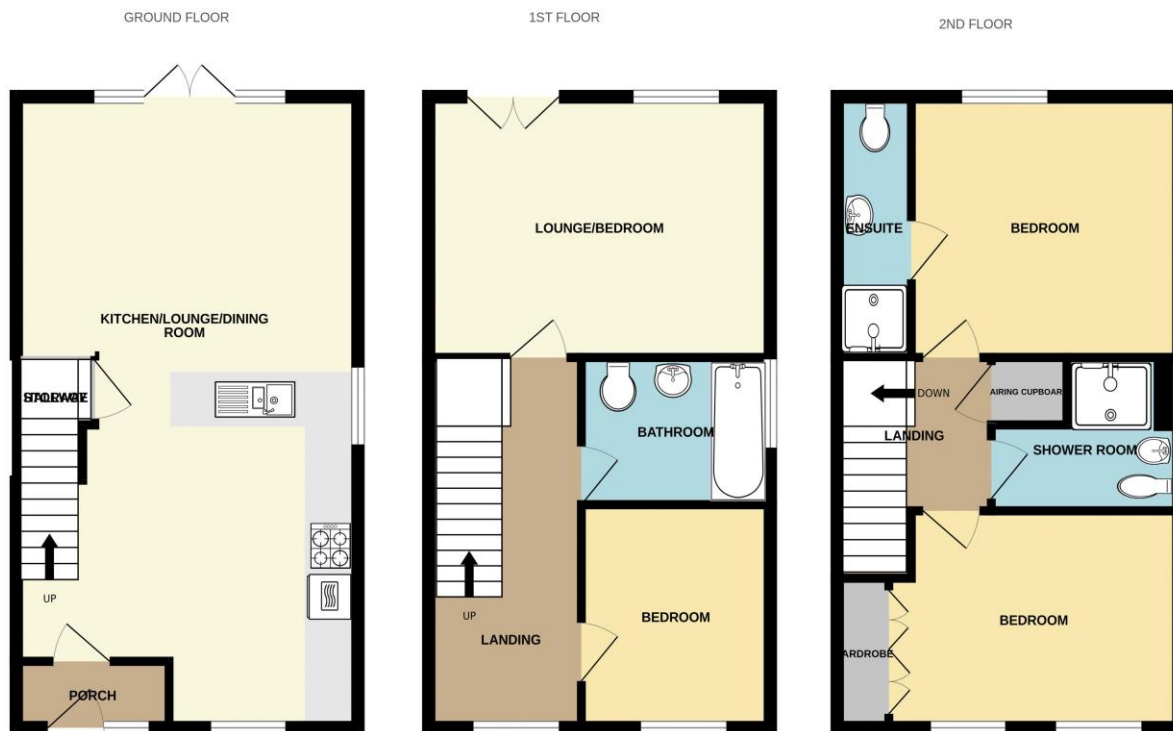 GROUND FLOOR
KITCHEN/LOUNGE/DINING
ROOM
UP
PORCH
1ST FLOOR
LOUNGE/BEDROOM
BATHROOM
UP
LANDING
BEDROOM
2ND FLOOR
ENSUITE
BEDROOM
DOWN
AIRING CUPBOAR
LANDING
SHOWER ROOM
ARDROBE
BEDROOM